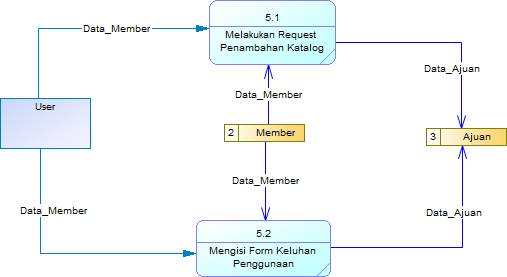 5.1
Melakukan Request
Penambahan Katalog
Data_Member
Data_Ajuan
Data_Member
User
2 Member
3 Ajuan
Data_Member
Data_Member
Data_Ajuan
5.2
Mengisi Form Keluhan
Penggunaan